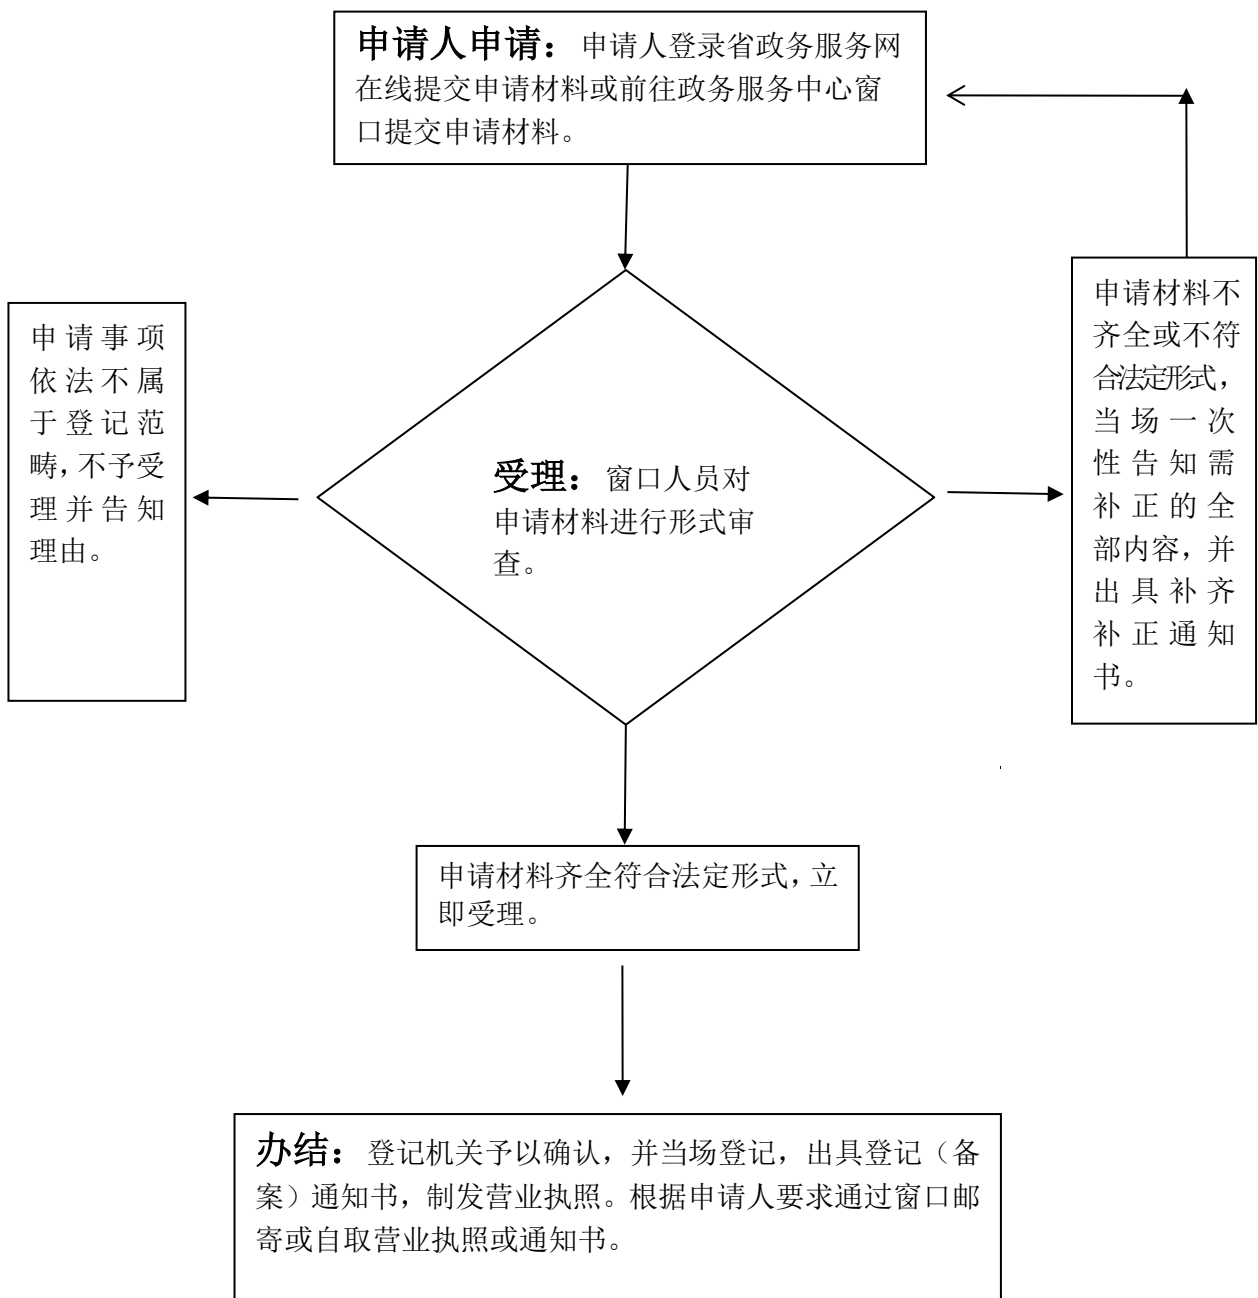 申请人申请：申请人登录省政务服务网
在线提交申请材料或前往政务服务中心窗
口提交申请材料。
申请事项
依法不属
于登记范
畴，不予受
理并告知
理由。
受理：窗口人员对
申请材料进行形式审
查。
申请材料不
齐全或不符
合法定形式，
当场一次
性告知需
补正的全
部内容，并
出具补齐
补正通知
书。
申请材料齐全符合法定形式，立
即受理。
办结：登记机关予以确认，并当场登记，出具登记（备
案）通知书，制发营业执照。根据申请人要求通过窗口邮
寄或自取营业执照或通知书。